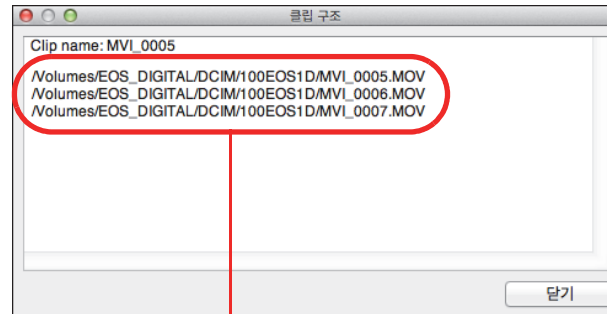 클립 구조
Clip name: MVI_0005
/Volumes/EOS_DIGITAL/DCIM/100EOS1D/MVI_0005.MOV
/Volumes/EOS_DIGITAL/DCIM/100EOS1D/MVI_0006.MOV
/Volumes/EOS_DIGITAL/DCIM/100EOS1D/MVI_0007.MOV
닫기